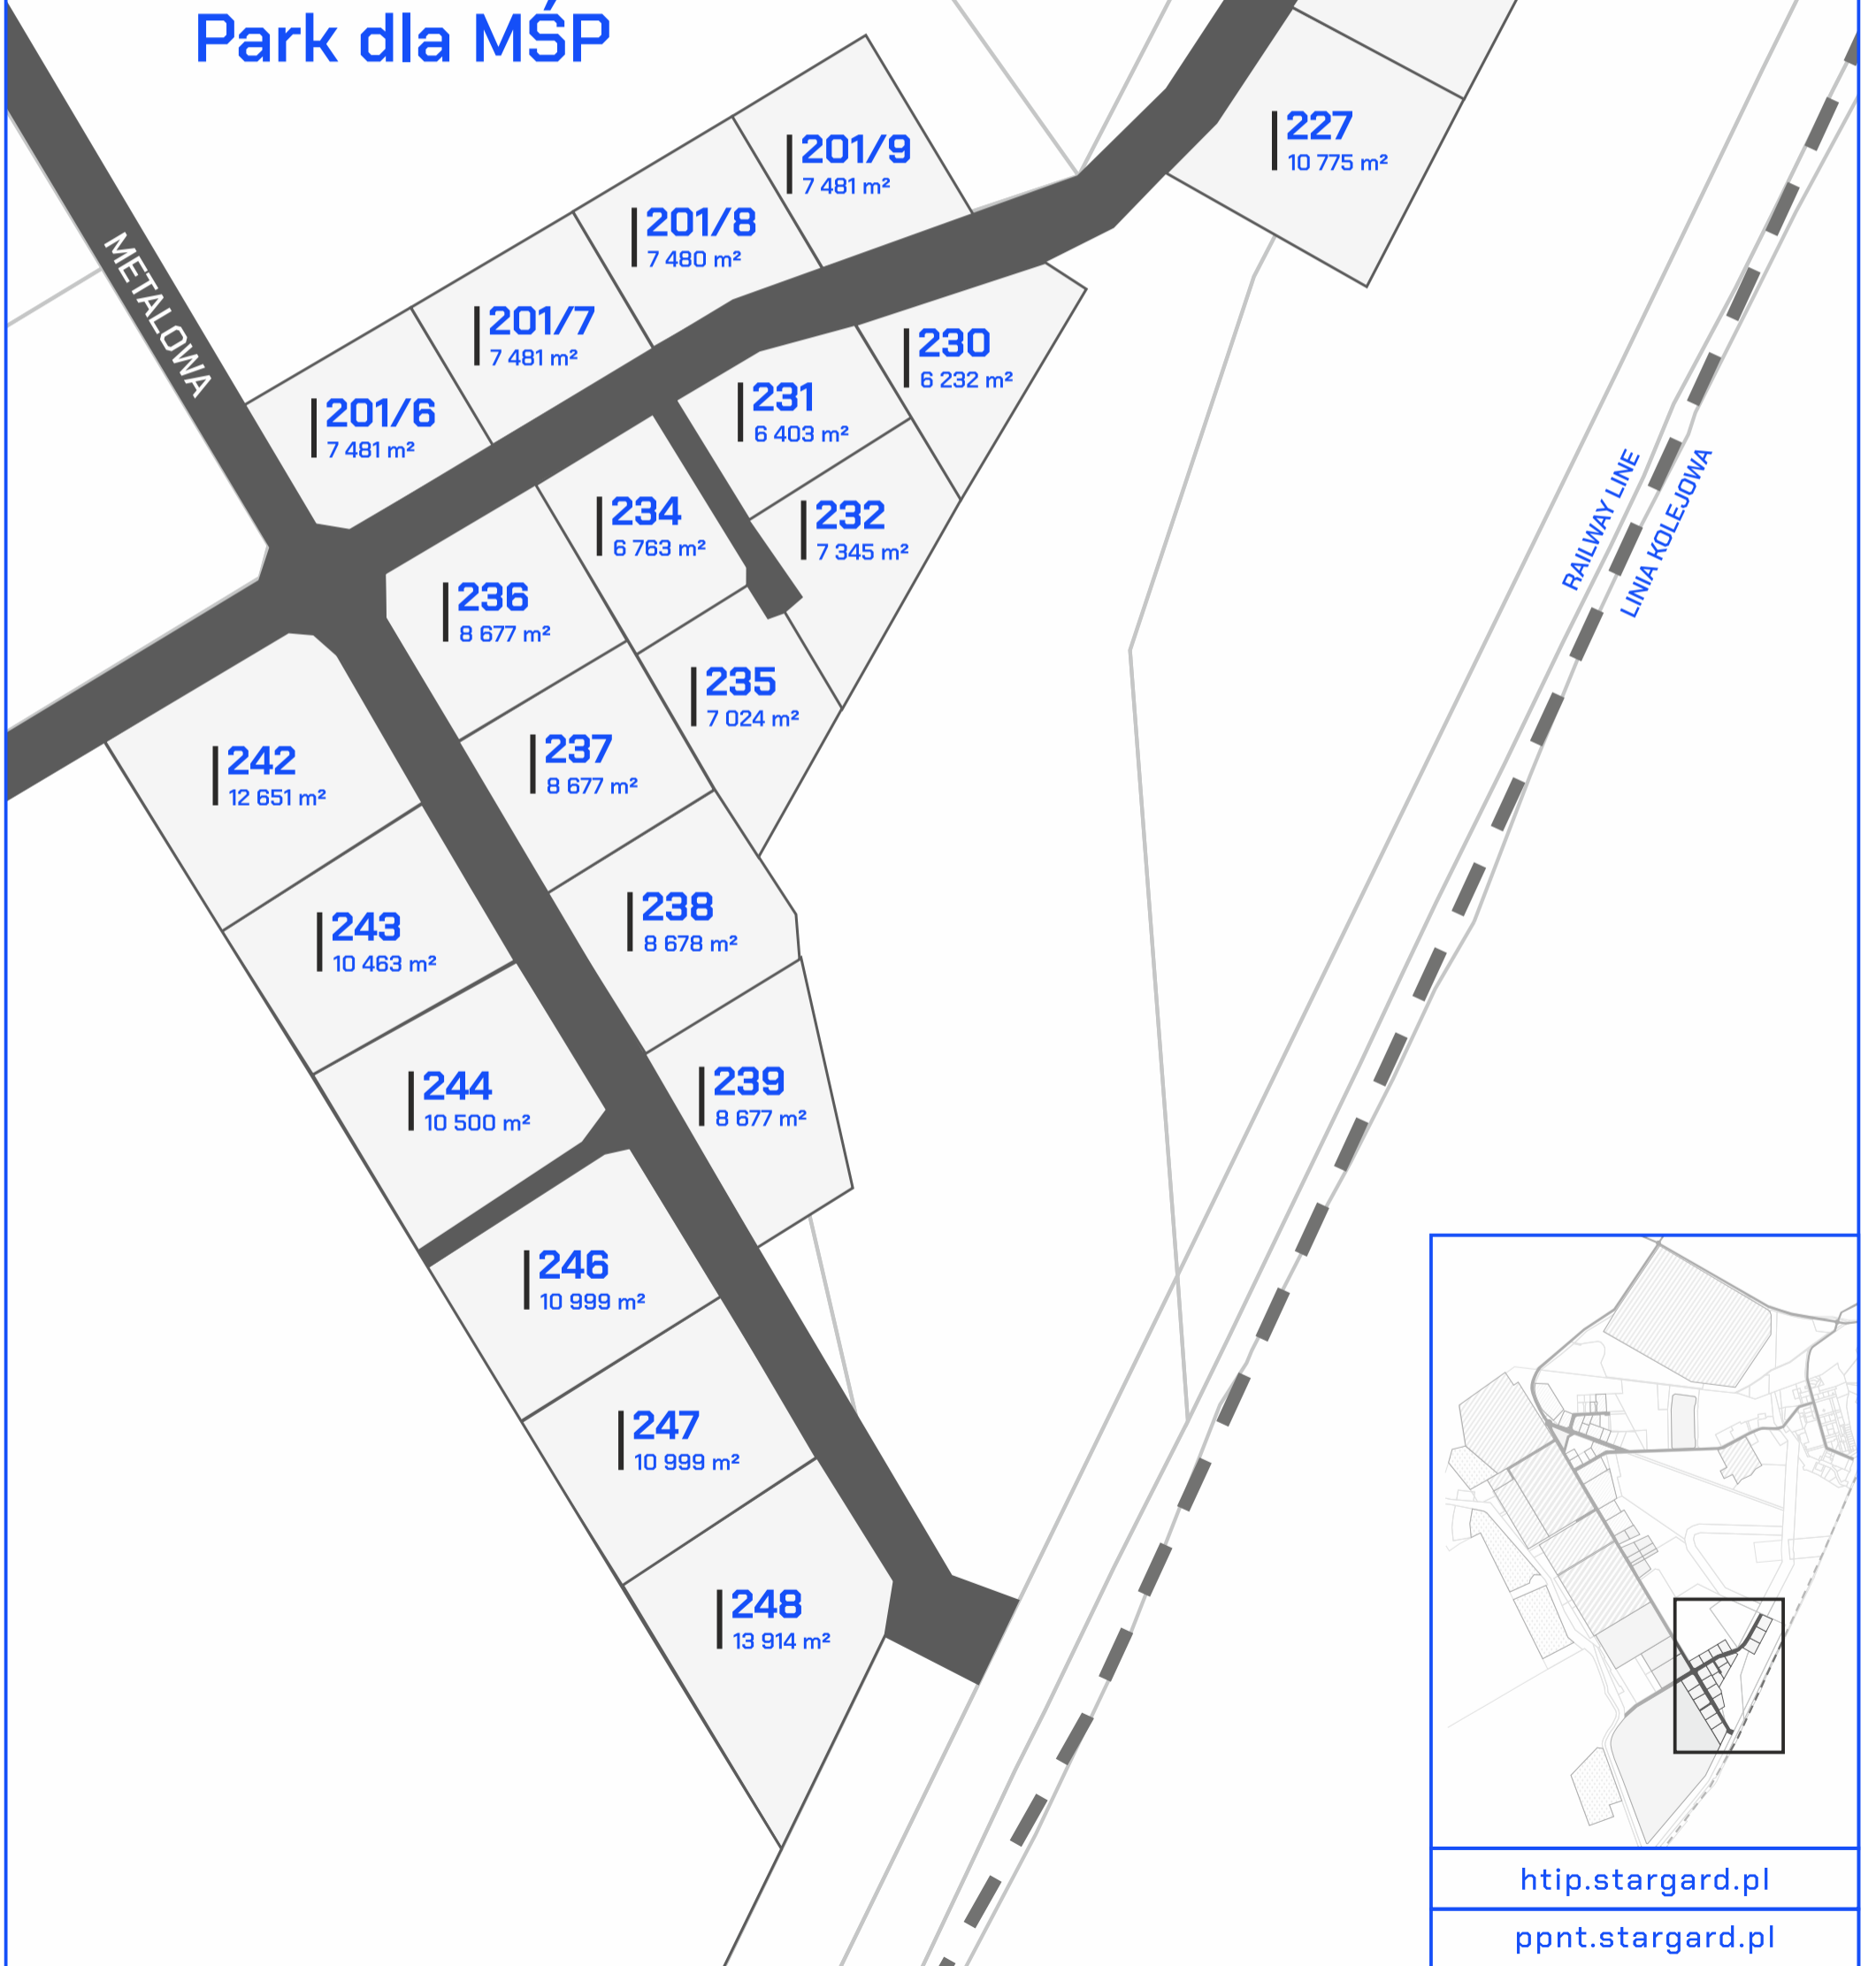 Park dla MŚP
227
10 775 m²
201/9
7 481 m²
201/8
7 480 m²
METALOWA
201/7
7 481 m²
230
6 232 m²
231
6 403 m²
201/6
7 481 m²
RAILWAY LINE
LINIA KOLEJOWA
234
6 763 m²
232
7 345 m²
236
8 677 m²
235
7 024 m²
237
8 677 m²
242
12 651 m²
238
8 678 m²
243
10 463 m²
239
8 677 m²
244
10 500 m²
246
10 999 m²
247
10 999 m²
248
13 914 m²
htip.stargard.pl
ppnt.stargard.pl